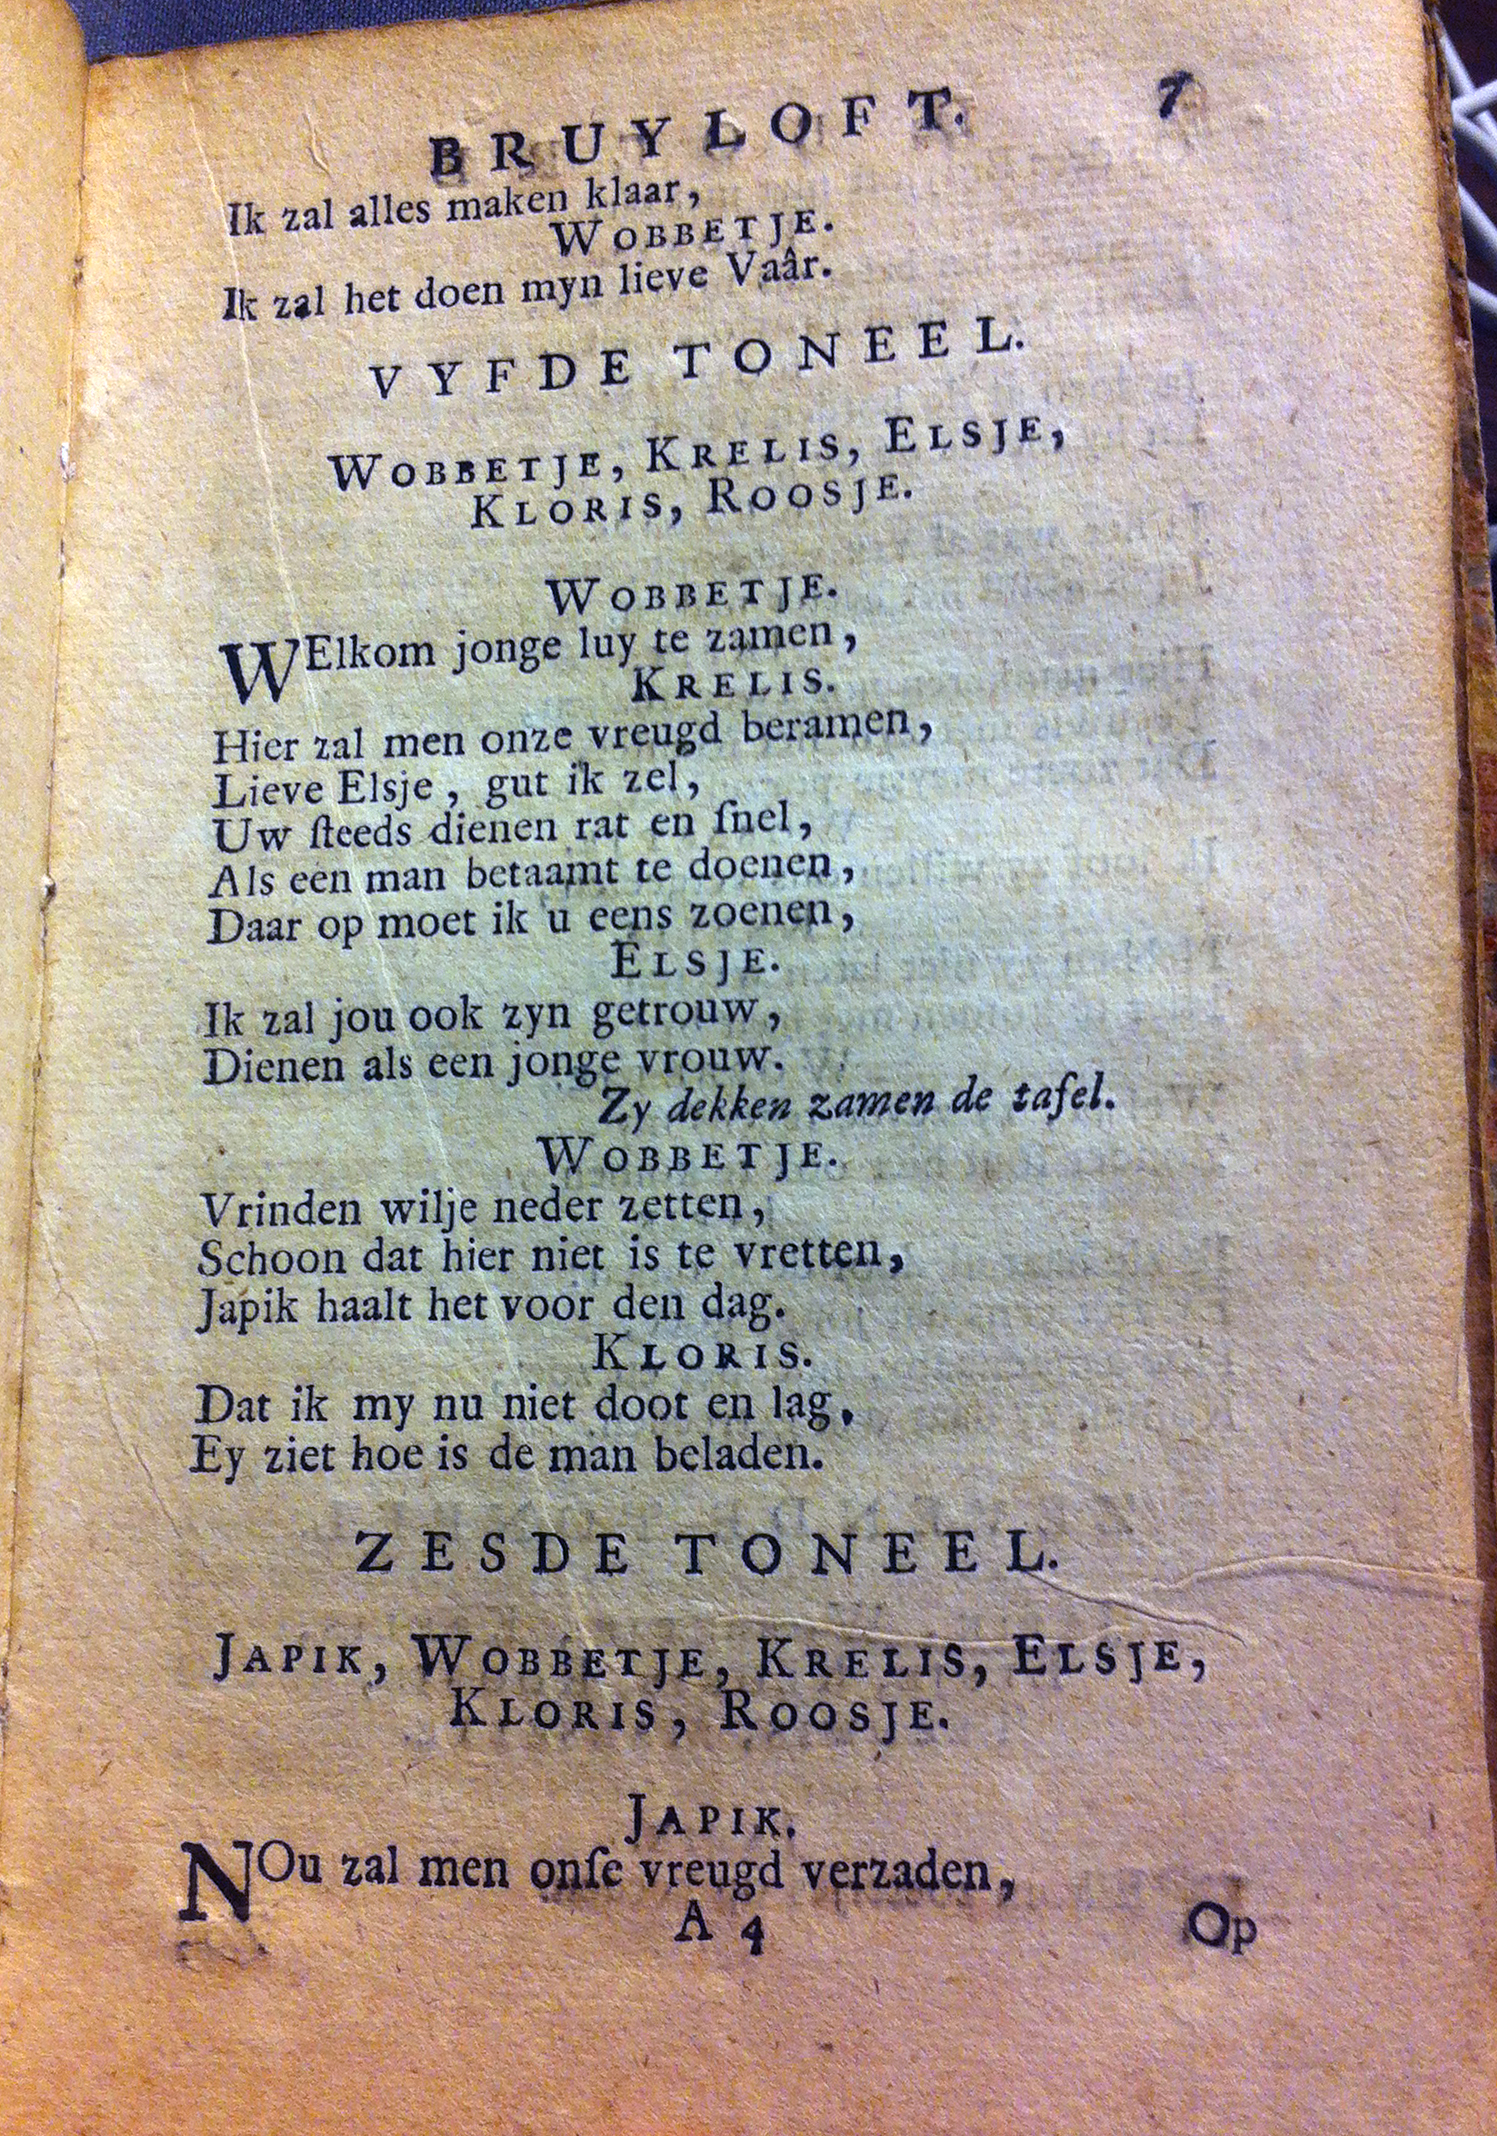 BRUYLOFT. 7
Ik zal alles maken klaar,
WOBBETJE.
Ik zal het doen myn lieve Vaâr.
VYFDE TONEEL.
WOBBETJE, KRELIS, ELSJE,
KLORIS, ROOSJE.
WOBBETJE.
WElkom jonge luy te zamen,
KRELIS.
Hier zal men onze vreugd beramen,
Lieve Elsje, gut ik zel,
Uw ſteeds dienen rat en ſnel,
Als een man betaamt te doenen,
Daar op moet ik u eens zoenen,
ELSJE.
Ik zal jou ook zyn getrouw,
Dienen als een jonge vrouw.
Zy dekken zamen de tafel.
WOBBETJE.
Vrinden wilje neder zetten,
Schoon dat hier niet is te vretten,
Japik haalt het voor den dag.
KLORIS.
Dat ik my nu niet doot en lag,
Ey ziet hoe is de man beladen.
ZESDE TONEEL.
JAPIK, WOBBETJE, KRELIS, ELSJE,
KLORIS, ROOSJE.
JAPIK.
NOu zal men onſe vreugd verzaden,
A 4 Op